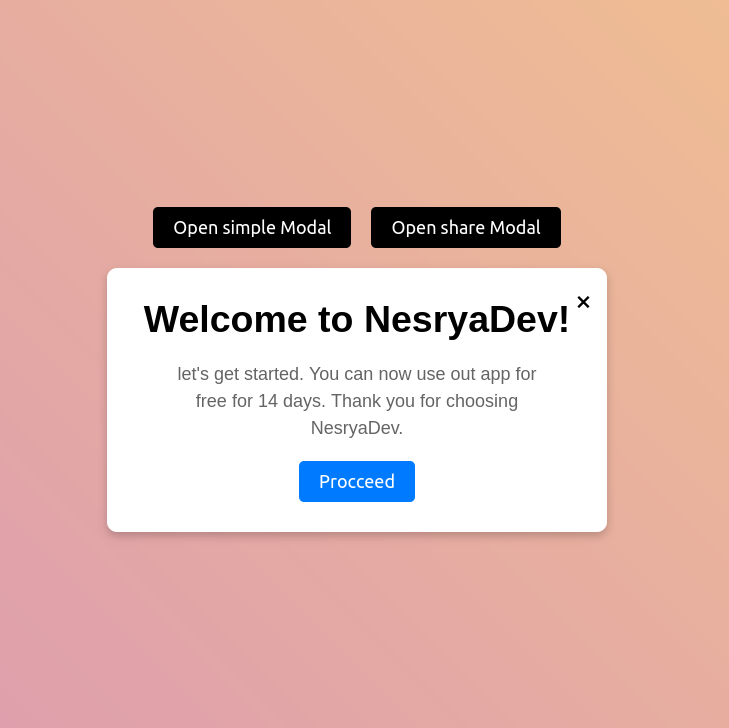 Open simple Modal Open share Modal
Welcome to NesryaDev! ×
let's get started. You can now use out app for
free for 14 days. Thank you for choosing
NesryaDev.
Procceed